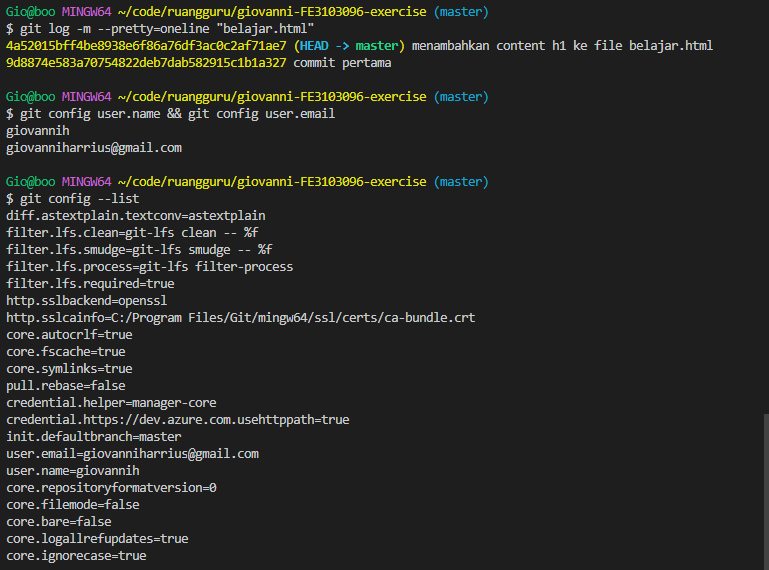 Gio@boo MINGW64 ~/code/ruangguru/giovanni-FE3103096-exercise (master)
$ git log -m --pretty=oneline "belajar.html"
4a52015bff4be8938e6f86a76df3ac0c2af71ae7 (HEAD -> master) menambahkan content h1 ke file belajar.html
9d8874e583a70754822deb7dab582915c1b1a327 commit pertama
Gio@boo MINGW64 ~/code/ruangguru/giovanni-FE3103096-exercise (master)
$ git config user.name && git config user.email
giovannih
giovanniharrius@gmail.com
Gio@boo MINGW64 ~/code/ruangguru/giovanni-FE3103096-exercise (master)
$ git config --list
diff.astextplain.textconv=astextplain
filter.lfs.clean=git-lfs clean -- %f
filter.lfs.smudge=git-lfs smudge -- %f
filter.lfs.process=git-lfs filter-process
filter.lfs.required=true
http.sslbackend=openssl
http.sslcainfo=C:/Program Files/Git/mingw64/ssl/certs/ca-bundle.crt
core.autocrlf=true
core.fscache=true
core.symlinks=true
pull.rebase=false
credential.helper=manager-core
credential.https://dev.azure.com.usehttppath=true
init.defaultbranch=master
user.email=giovanniharrius@gmail.com
user.name=giovannih
core.repositoryformatversion=0
core.filemode=false
core.bare=false
core.logallrefupdates=true
core.ignorecase=true